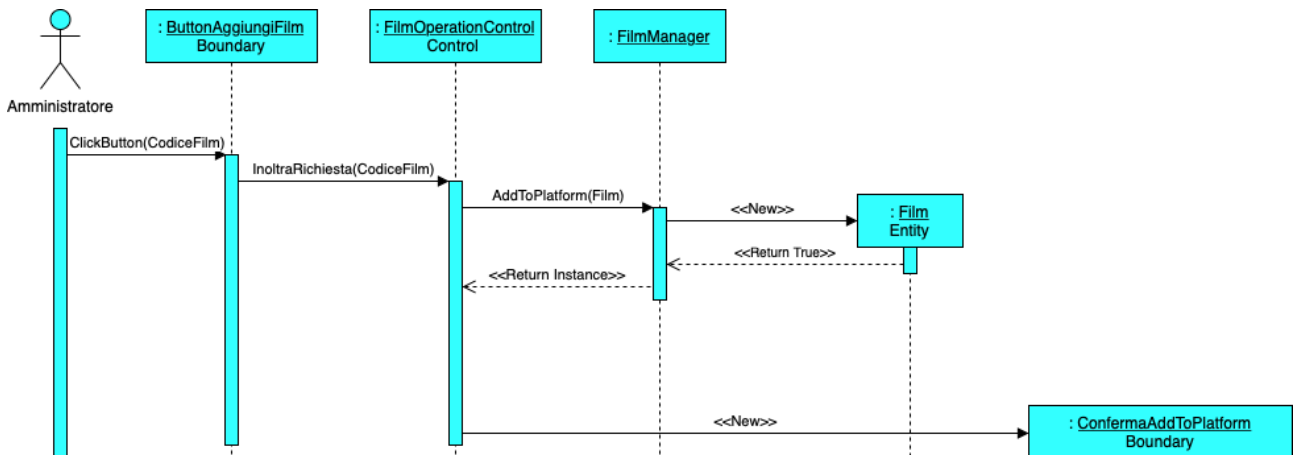 : ButtonAggiungiFilm
Boundary
: FilmOperationControl
Control
: FilmManager
Amministratore
ClickButton(CodiceFilm)
InoltraRichiesta(CodiceFilm)
AddToPlatform(Film)
<<New>>
: Film
Entity
<<Return True>>
<<Return Instance>>
<<New>>
: ConfermaAddToPlatform
Boundary